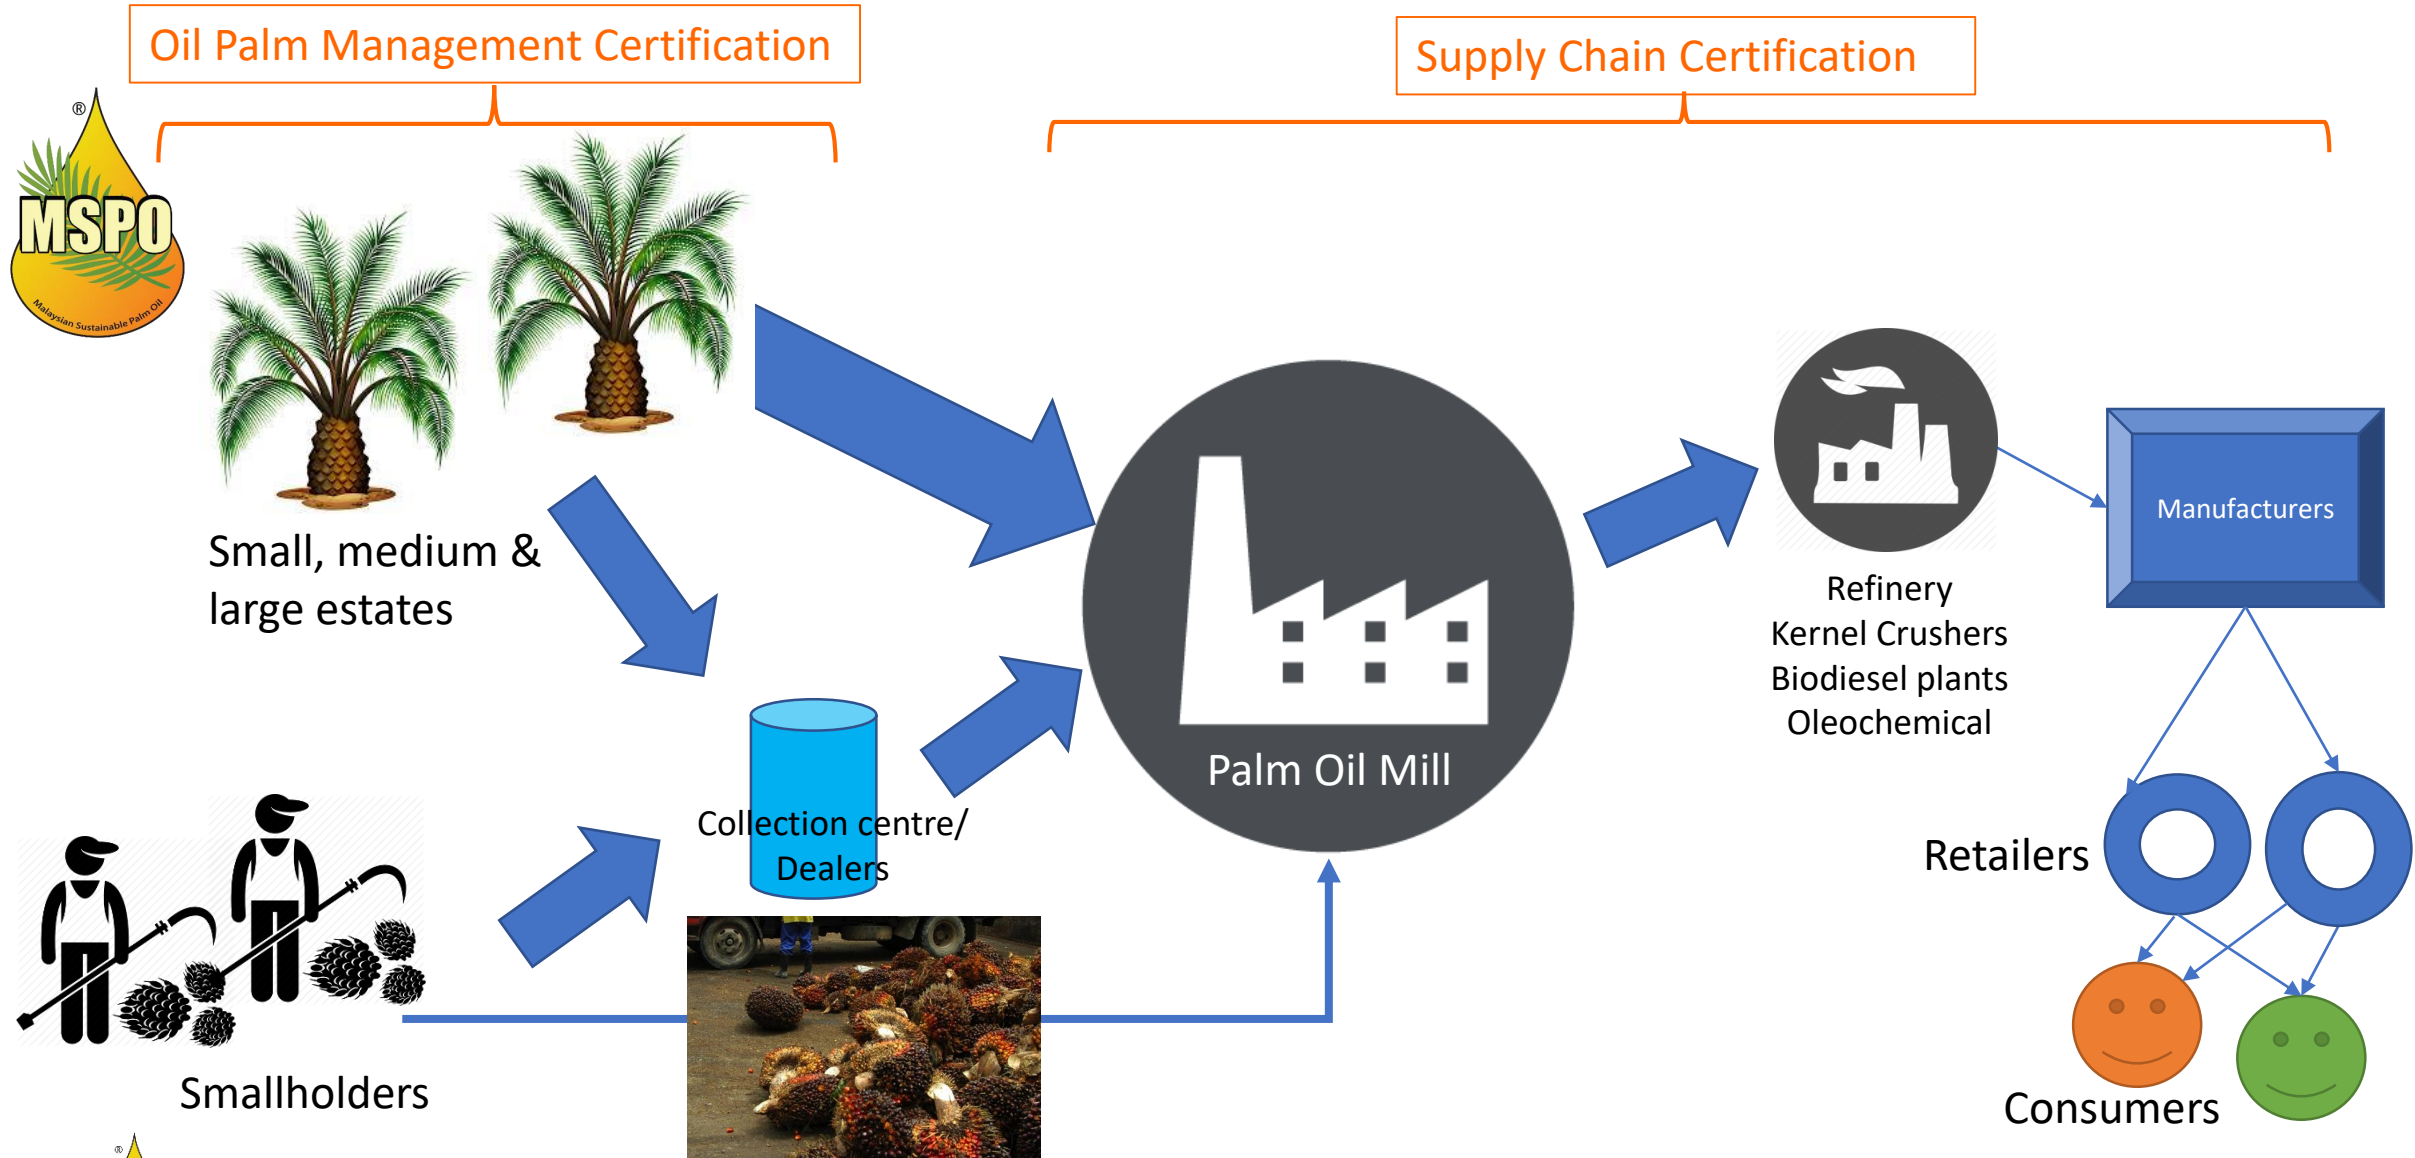 Oil Palm Management Certification
Supply Chain Certification
®
MSPO
Malaysian Sustainable Palm Oil
Small, medium &
large estates
Manufacturers
Refinery
Kernel Crushers
Biodiesel plants
Oleochemical
Palm Oil Mill
Collection centre/
Dealers
Retailers
Smallholders
Consumers
®